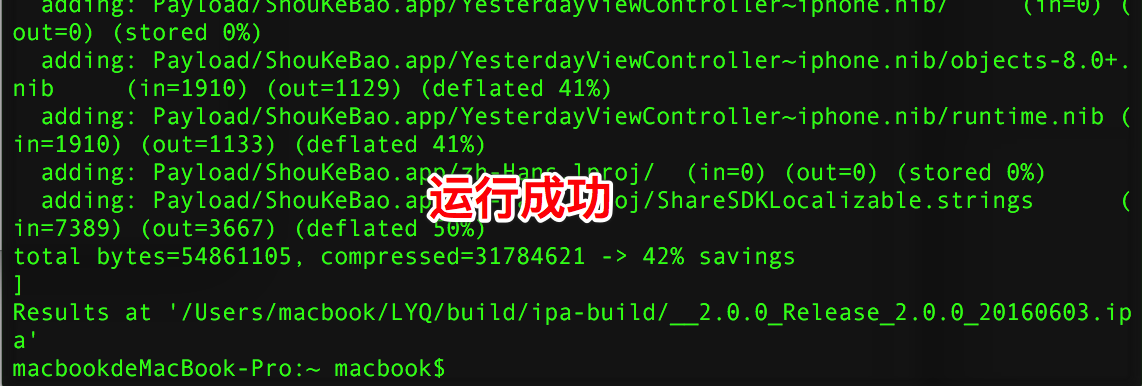 adding: Payload/ShouKeBao.app/YesterdayViewController~iphone.nib/ (in=0) (
out=0) (stored 0%)
adding: Payload/ShouKeBao.app/YesterdayViewController~iphone.nib/objects-8.0+.
nib (in=1910) (out=1129) (deflated 41%)
adding: Payload/ShouKeBao.app/YesterdayViewController~iphone.nib/runtime.nib (
in=1910) (out=1133) (deflated 41%)
adding: Payload/ShouKeBao.app/zh-Hans.lproj/ (in=0) (out=0) (stored 0%)
运行成功
adding: Payload/ShouKeBao.app oj/ShareSDKLocalizable.strings (
in=7389) (out=3667) (deflated 50%)
total bytes=54861105, compressed=31784621 -> 42% savings
]
Results at '/Users/macbook/LYQ/build/ipa-build/__2.0.0_Release_2.0.0_20160603.ip
a'
macbookdeMacBook-Pro:~ macbook$